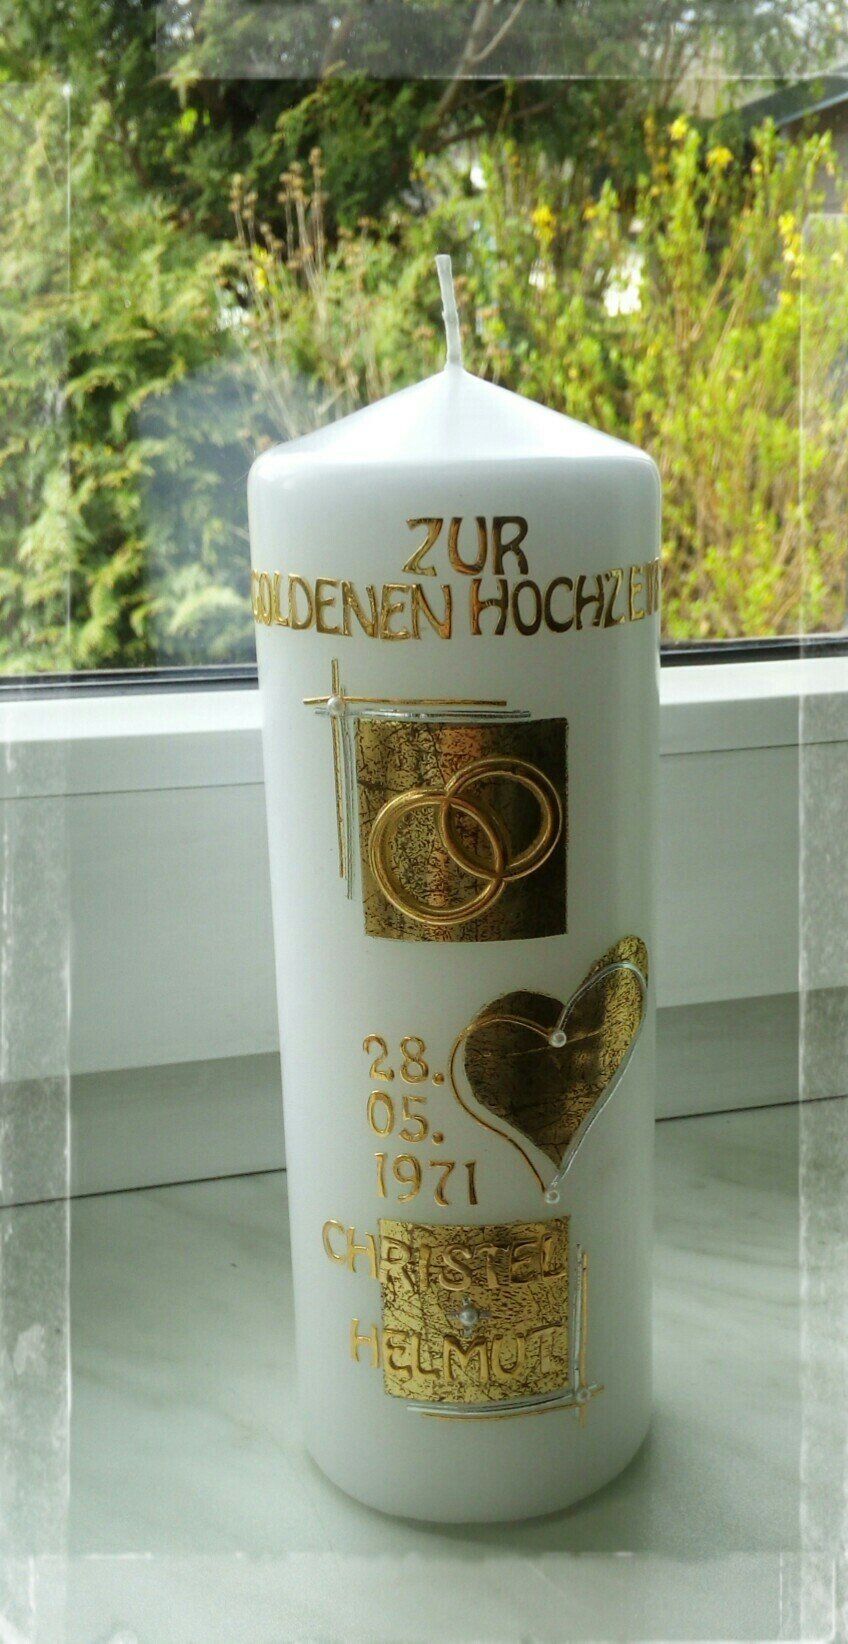 ZUR
GOLDENEN HOCHZEIT
28.
05.
1971
CHRISTEL
HELMUT